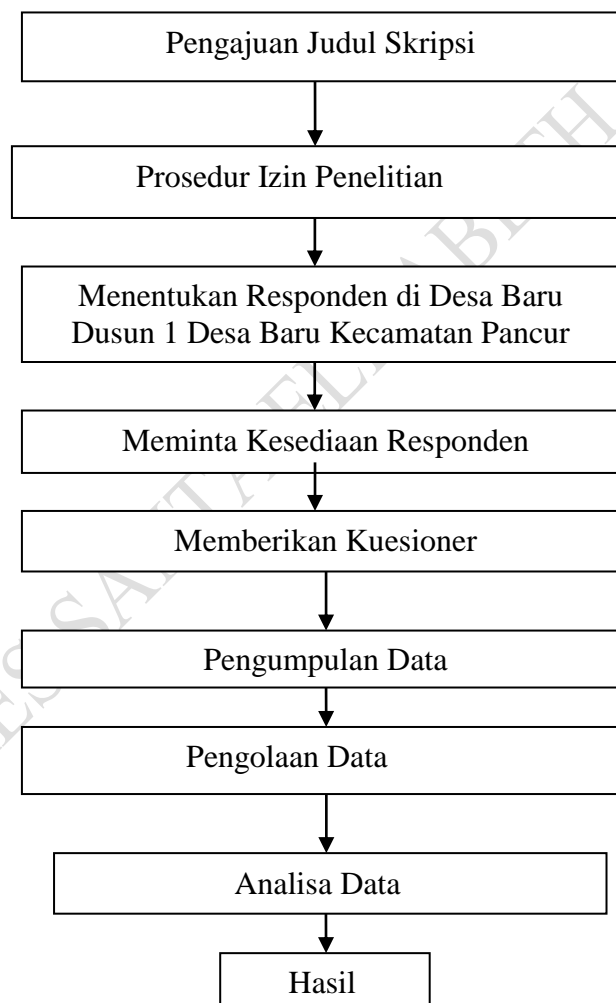 Pengajuan Judul Skripsi
Prosedur Izin Penelitian
Menentukan Responden di Desa Baru
Dusun 1 Desa Baru Kecamatan Pancur
Meminta Kesediaan Responden
Memberikan Kuesioner
Pengumpulan Data
Pengolaan Data
Analisa Data
Hasil